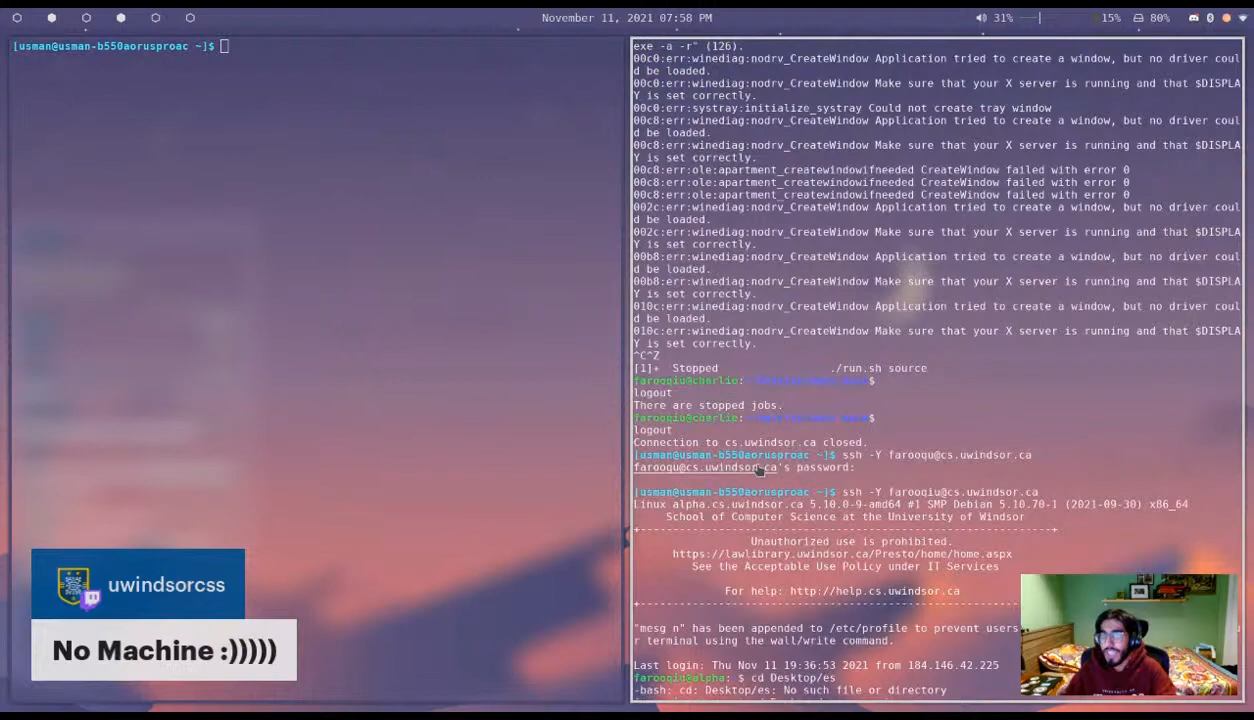 November 11, 2021 07:58 PM
31%
15%
80%
[usman@usman-b550aorusproac ~]$
exe -a -r" (126).
00c0:err:winediag:nodrv_CreateWindow Application tried to create a window, but no driver coul
d be loaded.
00c0:err:winediag:nodrv_CreateWindow Make sure that your X server is running and that $DISPLA
Y is set correctly.
00c0:err:systray:initialize_systray Could not create tray window
00c8:err:winediag:nodrv_CreateWindow Application tried to create a window, but no driver coul
d be loaded.
00c8:err:winediag:nodrv_CreateWindow Make sure that your X server is running and that $DISPLA
Y is set correctly.
00c8:err:ole:apartment_createwindowifneeded CreateWindow failed with error 0
00c8:err:ole:apartment_createwindowifneeded CreateWindow failed with error 0
00c8:err:ole:apartment_createwindowifneeded CreateWindow failed with error 0
002c:err:winediag:nodrv_CreateWindow Application tried to create a window, but no driver coul
d be loaded.
002c:err:winediag:nodrv_CreateWindow Make sure that your X server is running and that $DISPLA
Y is set correctly.
00b8:err:winediag:nodrv_CreateWindow Application tried to create a window, but no driver coul
d be loaded.
00b8:err:winediag:nodrv_CreateWindow Make sure that your X server is running and that $DISPLA
Y is set correctly.
010c:err:winediag:nodrv_CreateWindow Application tried to create a window, but no driver coul
d be loaded.
010c:err:winediag:nodrv_CreateWindow Make sure that your X server is running and that $DISPLA
Y is set correctly.
^C^Z
[1]+ Stopped ./run.sh source
farooqiu@charlie: $
logout
There are stopped jobs.
farooqiu@charlie: $
logout
Connection to cs.uwindsor.ca closed.
[usman@usman-b550aorusproac ~]$ ssh -Y farooqu@cs.uwindsor.ca
farooqu@cs.uwindsor.ca's password:
[usman@usman-b550aorusproac ~]$ ssh -Y farooqiu@cs.uwindsor.ca
Linux alpha.cs.uwindsor.ca 5.10.0-9-amd64 #1 SMP Debian 5.10.70-1 (2021-09-30) x86_64
School of Computer Science at the University of Windsor
Unauthorized use is prohibited.
https://lawlibrary.uwindsor.ca/Presto/home/home.aspx
See the Acceptable Use Policy under IT Services
For help: http://help.cs.uwindsor.ca
"mesg n" has been appended to /etc/profile to prevent users
r terminal using the wall/write command.
Last login: Thu Nov 11 19:36:53 2021 from 184.146.42.225
farooqiu@alpha: $ cd Desktop/es
-bash: cd: Desktop/es: No such file or directory
uwindsorcss
No Machine :)))))